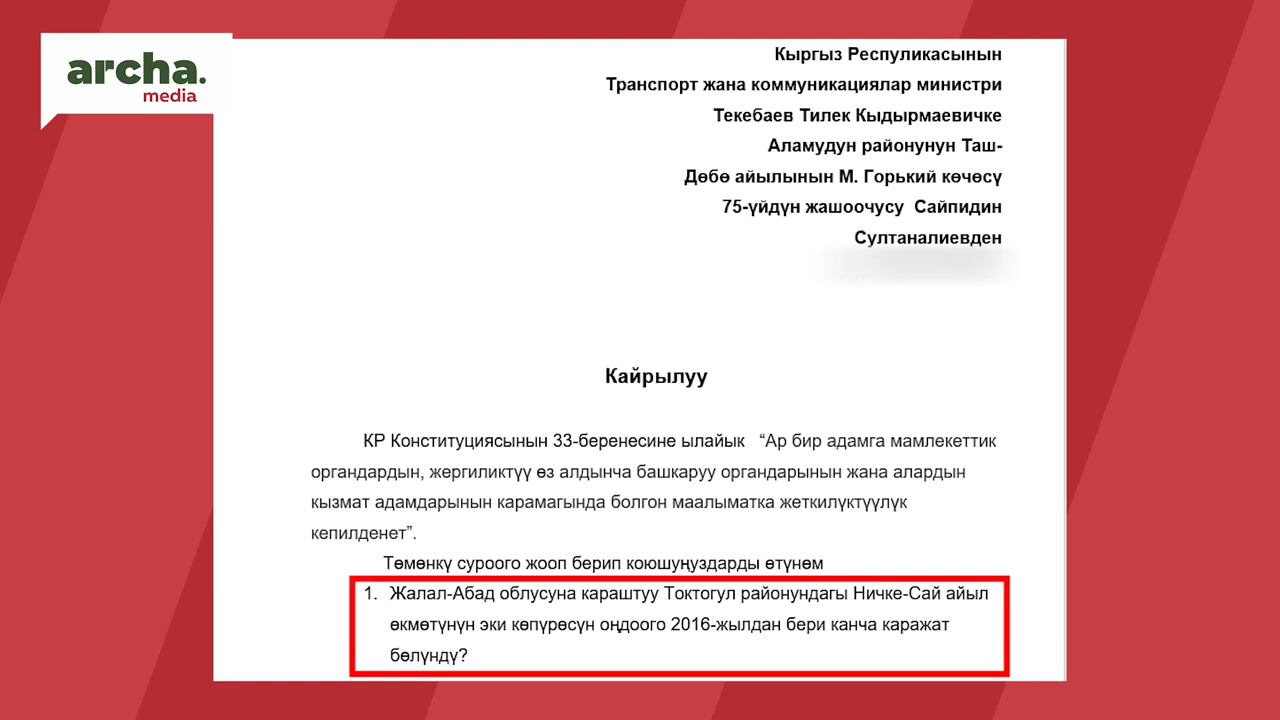 archa.
media
Кыргыз Респуликасынын
Транспорт жана коммуникациялар министри
Текебаев Тилек Кыдырмаевичке
Аламудун районунун Таш-
Дөбө айылынын М. Горький көчөсү
75-үйдүн жашоочусу Сайпидин
Султаналиевден
Кайрылуу
КР Конституциясынын 33-беренесине ылайык “Ар бир адамга мамлекеттик
органдардын, жергиликтүү өз алдынча башкаруу органдарынын жана алардын
кызмат адамдарынын карамагында болгон маалыматка жеткилүктүүлүк
кепилденет”.
Төмөнкү суроого жооп берип коюшуңуздарды өтүнөм
1. Жалал-Абад облусуна караштуу Токтогул районундагы Ничке-Сай айыл
өкмөтүнүн эки көпүрөсүн оңдоого 2016-жылдан бери канча каражат
бөлүндү?